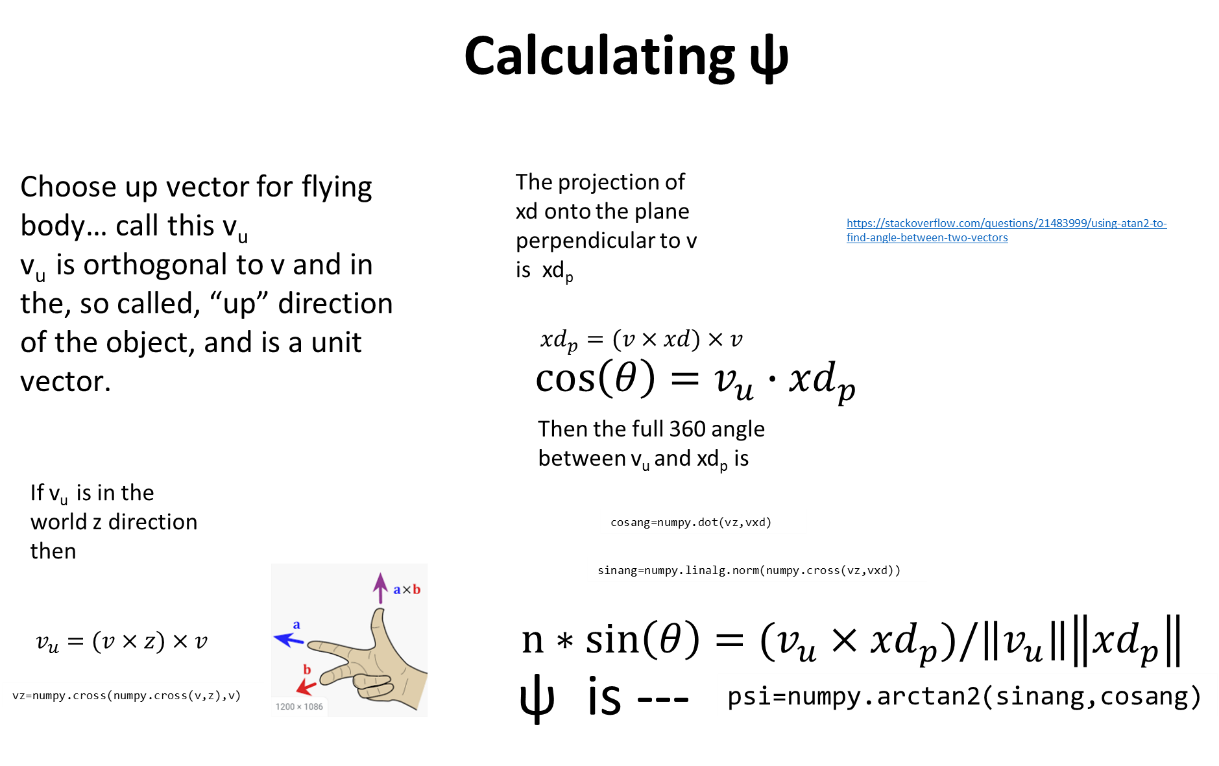 Calculating ψ
Choose up vector for flying
body… call this vu
vu is orthogonal to v and in
the, so called, “up” direction
of the object, and is a unit
vector.
If vu is in the
world z direction
then
vu = (v × z) × v
vz=numpy.cross(numpy.cross(v,z),v)
a×b
a
b
1200 × 1086
The projection of
xd onto the plane
perpendicular to v
is xdp
xdp = (v × xd) × v
cos(θ) = vu · xdp
Then the full 360 angle
between vu and xdp is
cosang=numpy.dot(vz,vxd)
sinang=numpy.linalg.norm(numpy.cross(vz,vxd))
n ∗ sin(θ) = (vu × xdp)/‖vu‖‖xdp‖
ψ is --- psi=numpy.arctan2(sinang,cosang)
https://stackoverflow.com/questions/21483999/using-atan2-to-
find-angle-between-two-vectors